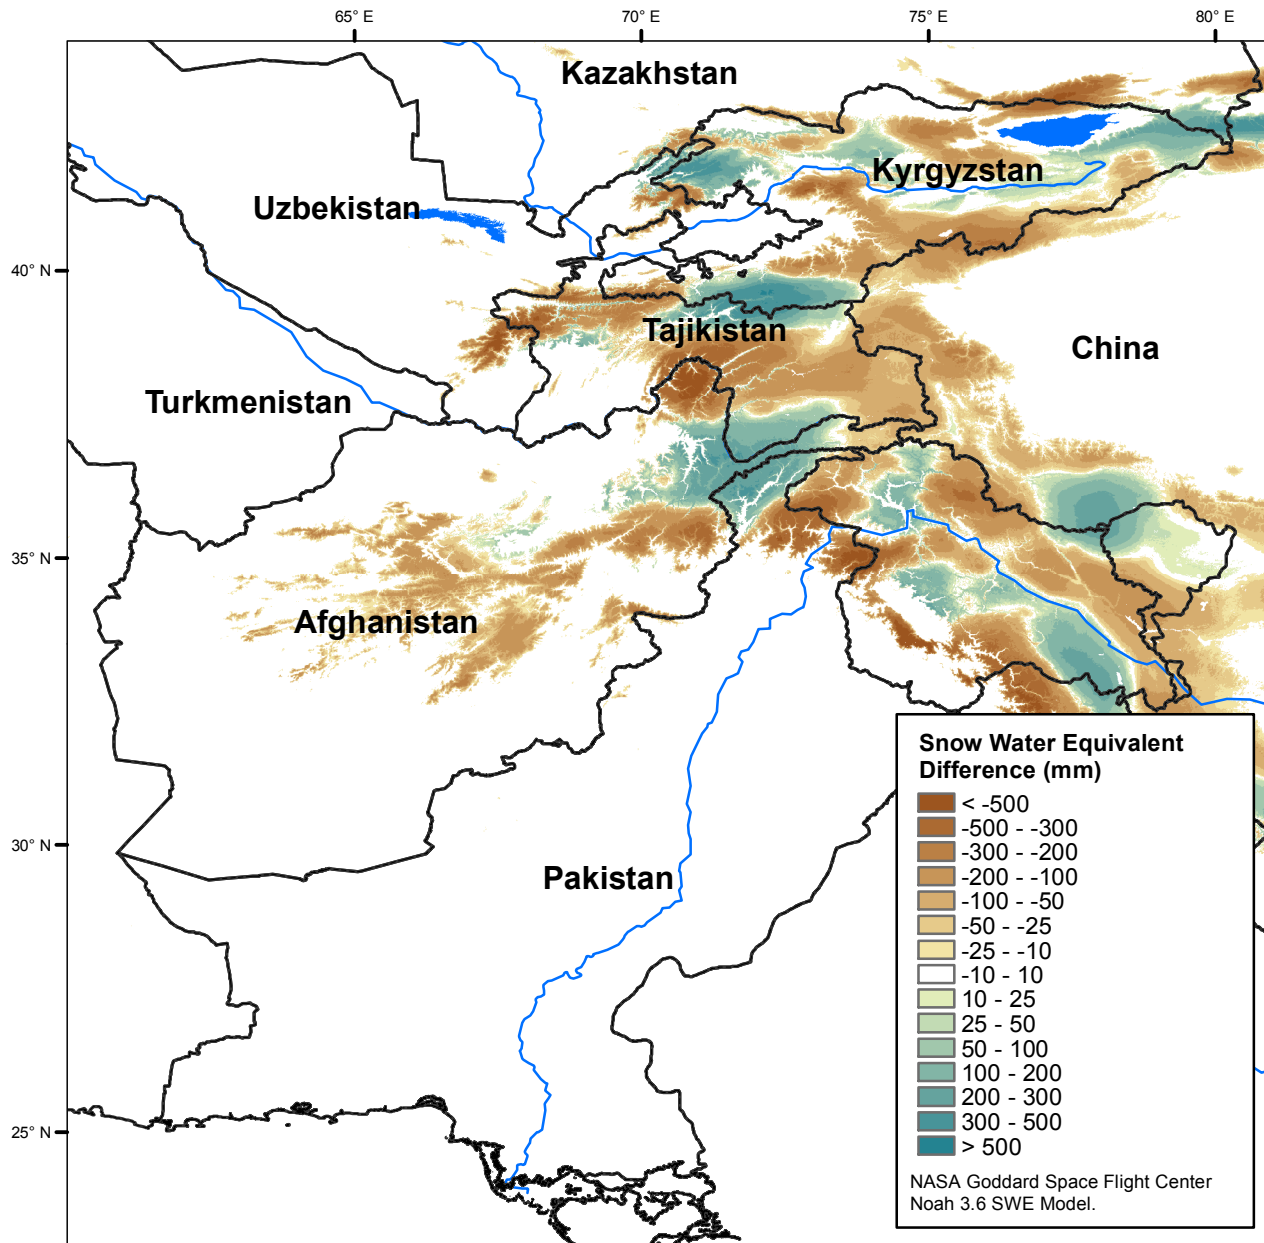 65° E
70° E
75° E
80° E
Kazakhstan
Kyrgyzstan
Uzbekistan
40° N
Tajikistan
China
Turkmenistan
35° N
Afghanistan
Snow Water Equivalent
Difference (mm)
< -500
-500 - -300
-300 - -200
-200 - -100
-100 - -50
-50 - -25
-25 - -10
-10 - 10
10 - 25
25 - 50
50 - 100
100 - 200
200 - 300
300 - 500
> 500
NASA Goddard Space Flight Center
Noah 3.6 SWE Model.
30° N
Pakistan
25° N